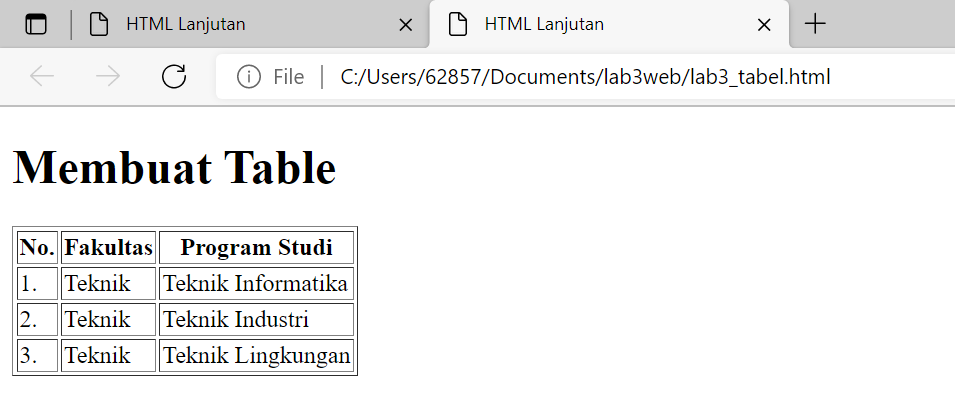 HTML Lanjutan
HTML Lanjutan
File C:/Users/62857/Documents/lab3web/lab3_tabel.html
Membuat Table
No. Fakultas Program Studi
1. Teknik Teknik Informatika
2. Teknik Teknik Industri
3. Teknik Teknik Lingkungan